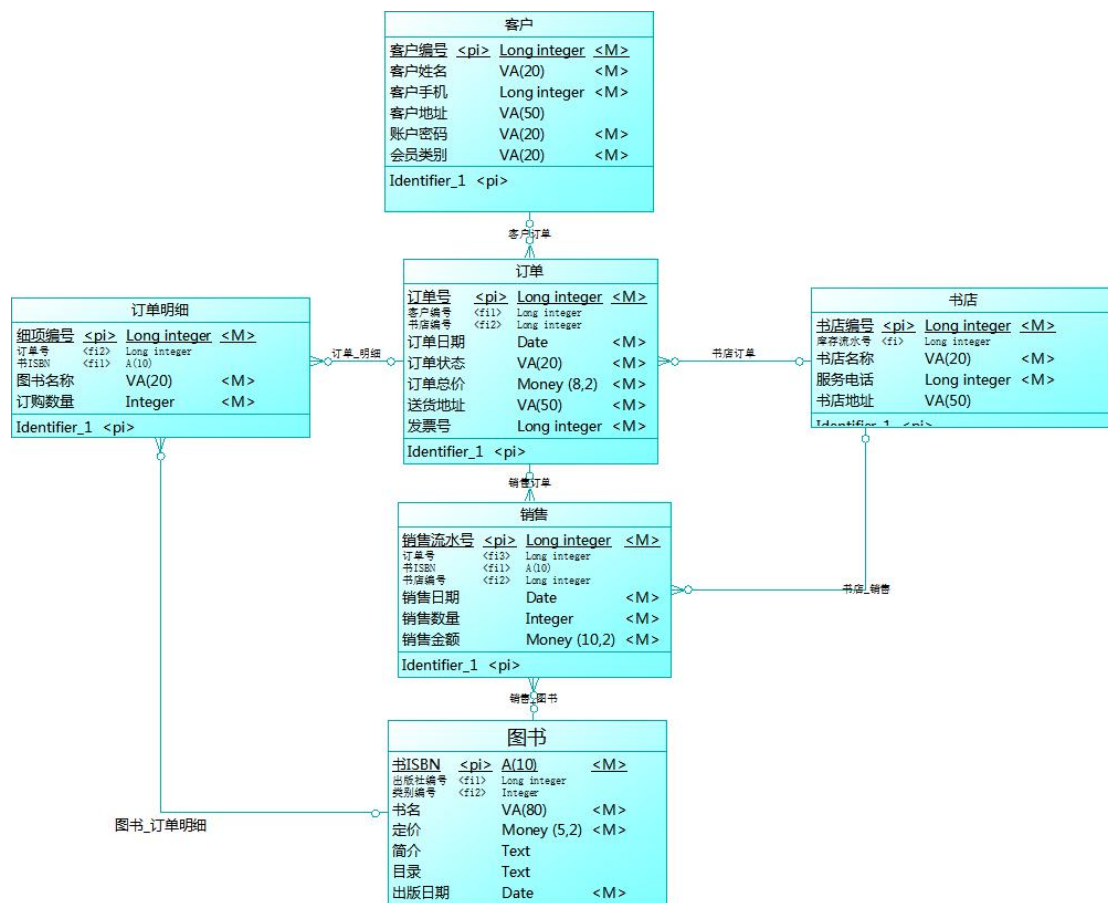 客户
客户编号 <pi> Long integer <M>
客户姓名 VA(20) <M>
客户手机 Long integer <M>
客户地址 VA(50)
账户密码 VA(20) <M>
会员类别 VA(20) <M>
Identifier_1 <pi>
客户订单
订单
订单号 <pi> Long integer <M>
客户编号 <fi1> Long integer
书店编号 <fi2> Long integer
订单日期 Date <M>
订单状态 VA(20) <M>
订单总价 Money (8,2) <M>
送货地址 VA(50) <M>
发票号 Long integer <M>
Identifier_1 <pi>
订单明细
细项编号 <pi> Long integer <M>
订单号 <fi2> Long integer
书ISBN <fi1> A(10)
图书名称 VA(20) <M>
订购数量 Integer <M>
Identifier_1 <pi>
订单_明细
书店订单
书店
书店编号 <pi> Long integer <M>
库存流水号 <fi> Long integer
书店名称 VA(20) <M>
服务电话 Long integer <M>
书店地址 VA(50)
Identifier_1 <pi>
销售订单
销售
销售流水号 <pi> Long integer <M>
订单号 <fi3> Long integer
书ISBN <fi1> A(10)
书店编号 <fi2> Long integer
销售日期 Date <M>
销售数量 Integer <M>
销售金额 Money (10,2) <M>
Identifier_1 <pi>
书店_销售
销售_图书
图书
书ISBN <pi> A(10) <M>
出版社编号 <fi1> Long integer
类别编号 <fi2> Integer
书名 VA(80) <M>
定价 Money (5,2) <M>
简介 Text
目录 Text
出版日期 Date <M>
图书_订单明细